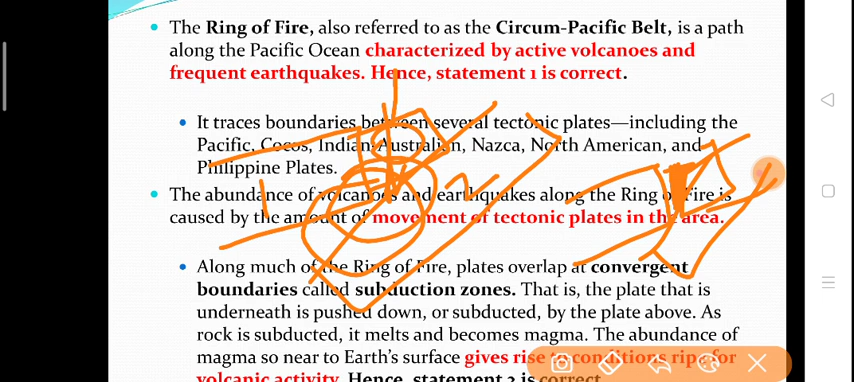 The Ring of Fire, also referred to as the Circum-Pacific Belt, is a path
along the Pacific Ocean characterized by active volcanoes and
frequent earthquakes. Hence, statement 1 is correct.
It traces boundaries between several tectonic plates—including the
Pacific, Cocos, Indian-Australian, Nazca, North American, and
Philippine Plates.
The abundance of volcanoes and earthquakes along the Ring of Fire is
caused by the amount of movement of tectonic plates in the area.
Along much of the Ring of Fire, plates overlap at convergent
boundaries called subduction zones. That is, the plate that is
underneath is pushed down, or subducted, by the plate above. As
rock is subducted, it melts and becomes magma. The abundance of
magma so near to Earth's surface gives rise to conditions ripe for
volcanic activity. Hence, statement 2 is correct.
1
2